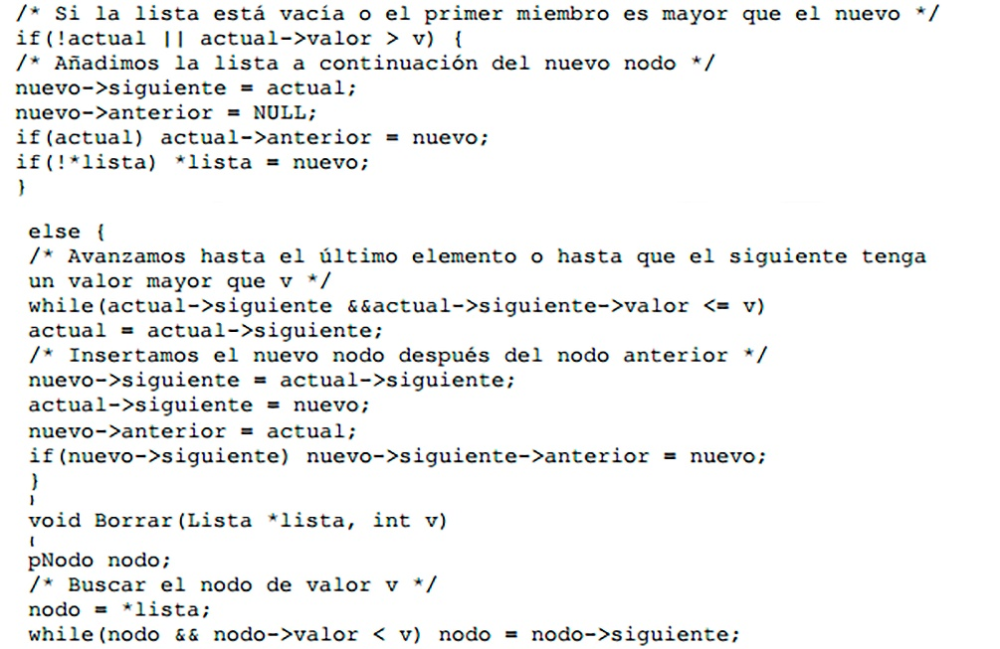 /* Si la lista está vacía o el primer miembro es mayor que el nuevo */
if(!actual || actual->valor > v) {
/* Añadimos la lista a continuación del nuevo nodo */
nuevo->siguiente = actual;
nuevo->anterior = NULL;
if(actual) actual->anterior = nuevo;
if(!*lista) *lista = nuevo;
}
else {
/* Avanzamos hasta el último elemento o hasta que el siguiente tenga
un valor mayor que v */
while(actual->siguiente &&actual->siguiente->valor <= v)
actual = actual->siguiente;
/* Insertamos el nuevo nodo después del nodo anterior */
nuevo->siguiente = actual->siguiente;
actual->siguiente = nuevo;
nuevo->anterior = actual;
if(nuevo->siguiente) nuevo->siguiente->anterior = nuevo;
}
}
void Borrar(Lista *lista, int v)
{
pNodo nodo;
/* Buscar el nodo de valor v */
nodo = *lista;
while(nodo && nodo->valor < v) nodo = nodo->siguiente;